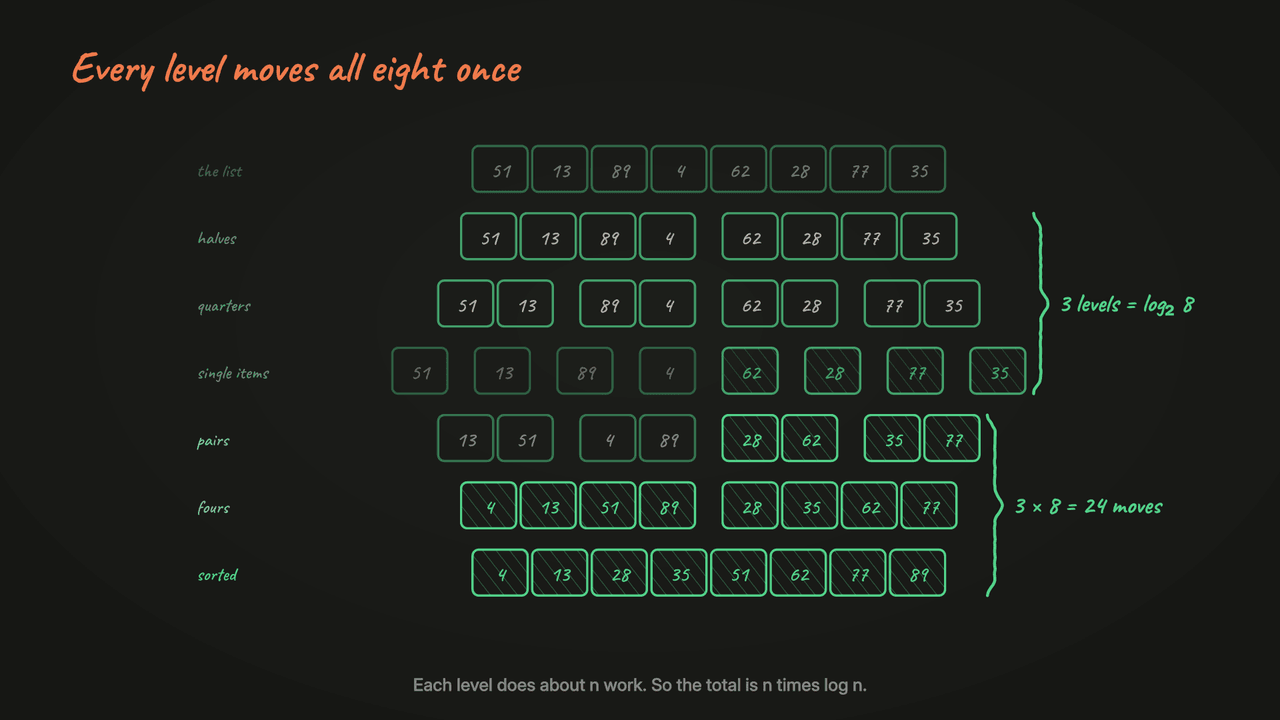 Every level moves all eight once
the list 51 13 89 4 62 28 77 35
halves 51 13 89 4 62 28 77 35
quarters 51 13 89 4 62 28 77 35
3 levels = log₂ 8
single items 51 13 89 4 62 28 77 35
pairs 13 51 4 89 28 62 35 77
fours 4 13 51 89 28 35 62 77
3 × 8 = 24 moves
sorted 4 13 28 35 51 62 77 89
Each level does about n work. So the total is n times log n.